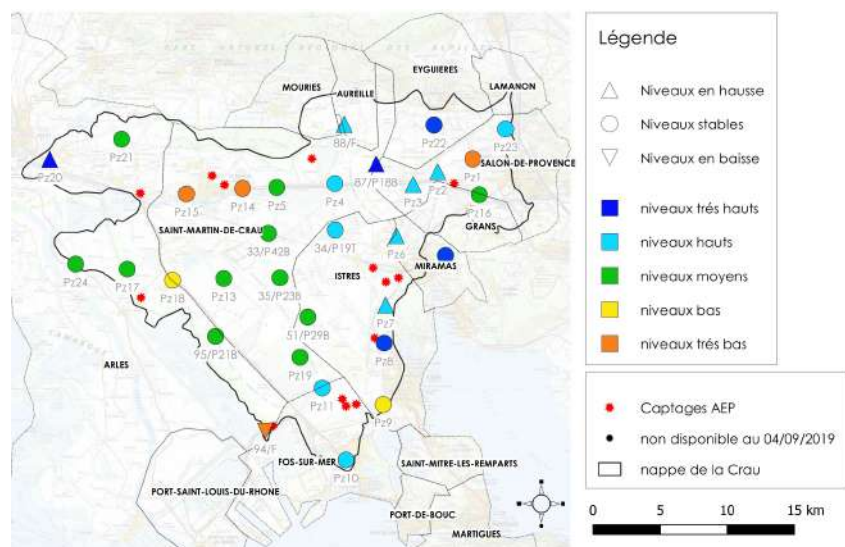 EYGUIERES
LAMANON
MOURIES
AUREILLE
88/F
Pz22
Pz23
Pz21
Pz20
Pz1
SALON-DE-PROVENCE
87/P18B
Pz2
Pz3
Pz4
Pz5
Pz14
Pz15
Pz16
GRANS
SAINT-MARTIN-DE-CRAU
33/P42B
34/P19T
Pz6
ISTRES
MIRAMAS
Pz24
Pz17
Pz18
Pz13
35/P23B
Pz7
51/P29B
95/P21B
ARLES
CAMARGUE
Pz8
Pz19
Pz11
Pz9
94/F
FOS-SUR-MER
Pz10
SAINT-MITRE-LES-REMPARTS
PORT-SAINT-LOUIS-DU-RHONE
PORT-DE-BOUC
MARTIGUES
Légende
Niveaux en hausse
Niveaux stables
Niveaux en baisse
niveaux trés hauts
niveaux hauts
niveaux moyens
niveaux bas
niveaux trés bas
Captages AEP
non disponible au 04/09/2019
nappe de la Crau
0 5 10 15 km